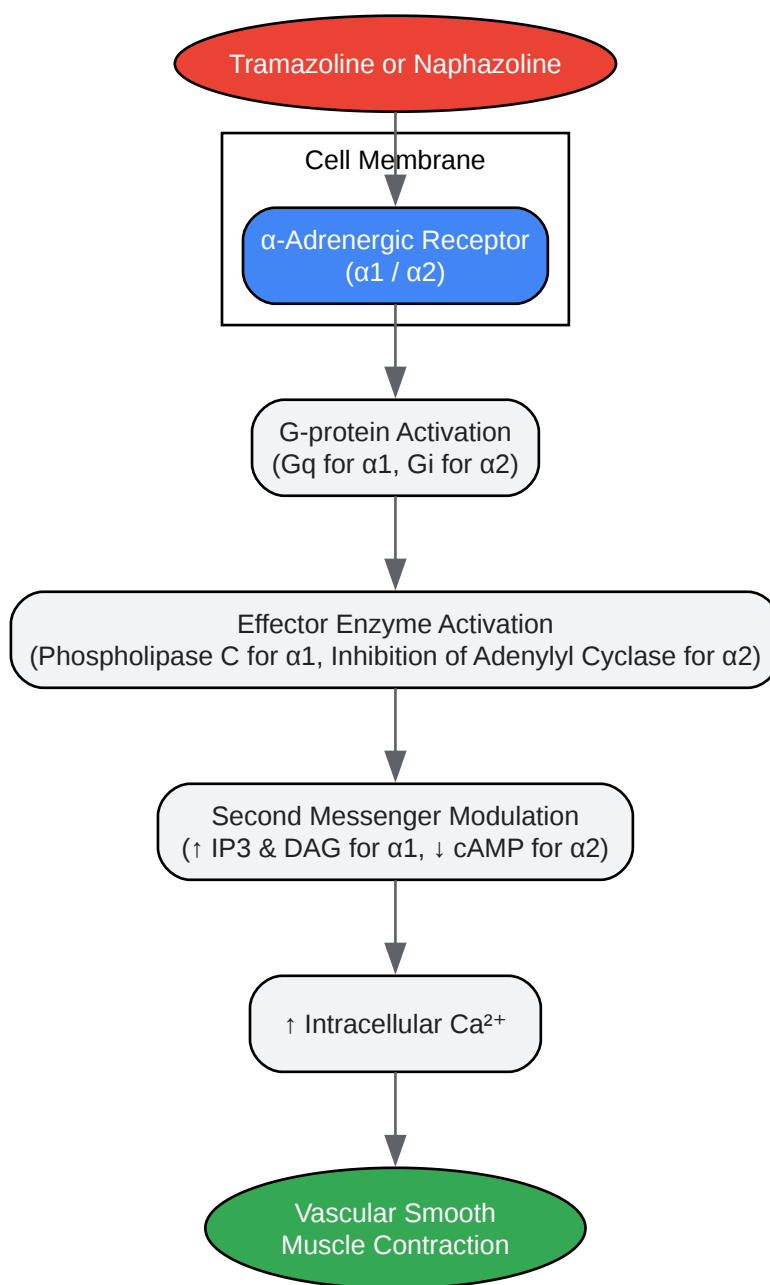 Tramazoline or Naphazoline
Cell Membrane
α-Adrenergic Receptor
(α1 / α2)
G-protein Activation
(Gq for α1, Gi for α2)
Effector Enzyme Activation
(Phospholipase C for α1, Inhibition of Adenylyl Cyclase for α2)
Second Messenger Modulation
(↑ IP3 & DAG for α1, ↓ cAMP for α2)
↑ Intracellular Ca²⁺
Vascular Smooth
Muscle Contraction